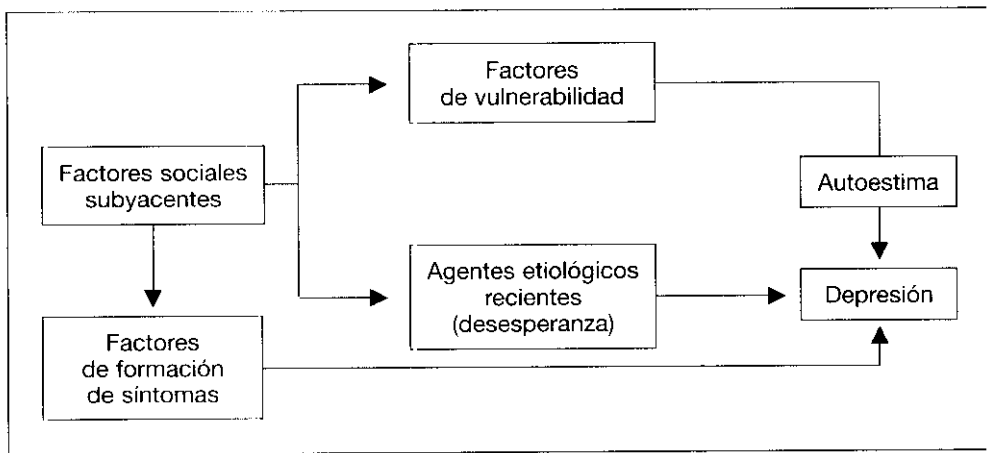 Factores
de vulnerabilidad
Factores sociales
subyacentes
Autoestima
Agentes etiológicos
recientes
(desesperanza)
Depresión
Factores
de formación
de síntomas